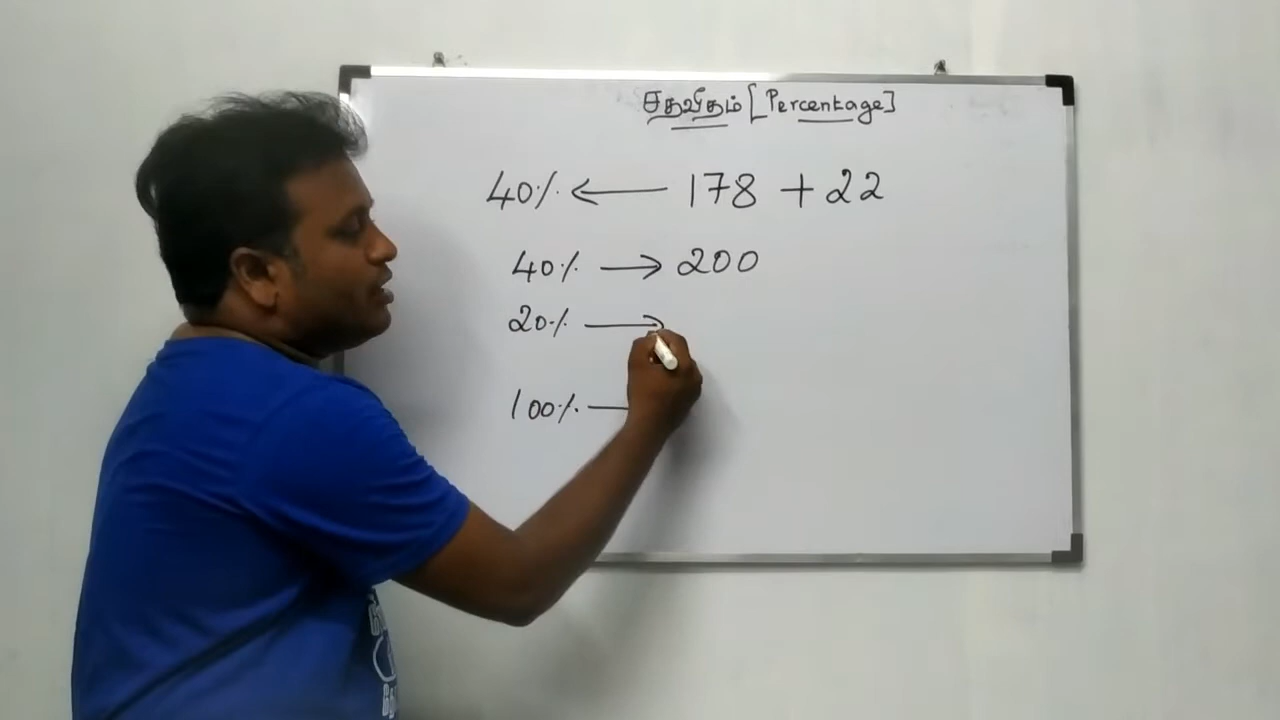 சதவீதம் [Percentage]
40% ← 178 + 22
40% → 200
20% →
100% —